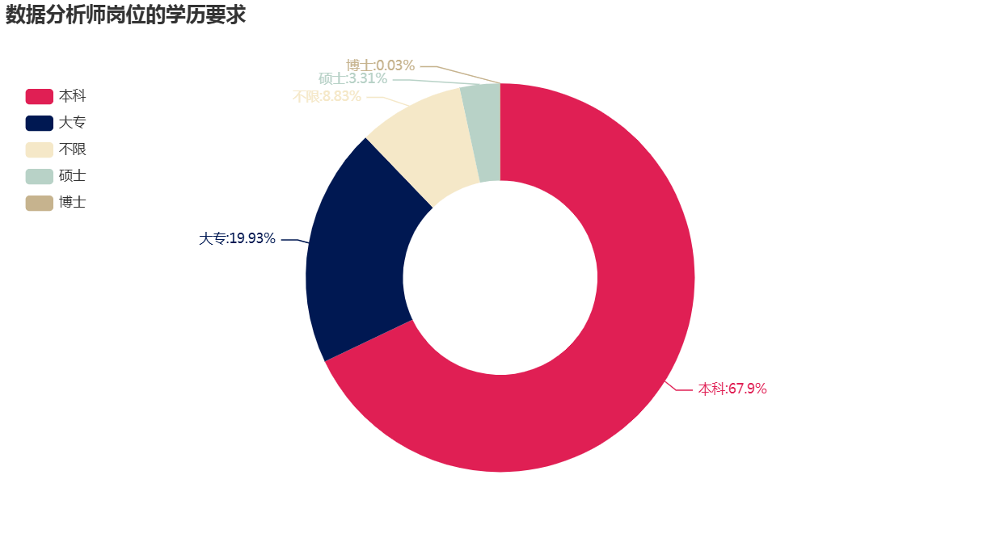 数据分析师岗位的学历要求
本科
大专
不限
硕士
博士
博士:0.03%
硕士:3.31%
不限:8.83%
大专:19.93%
本科:67.9%